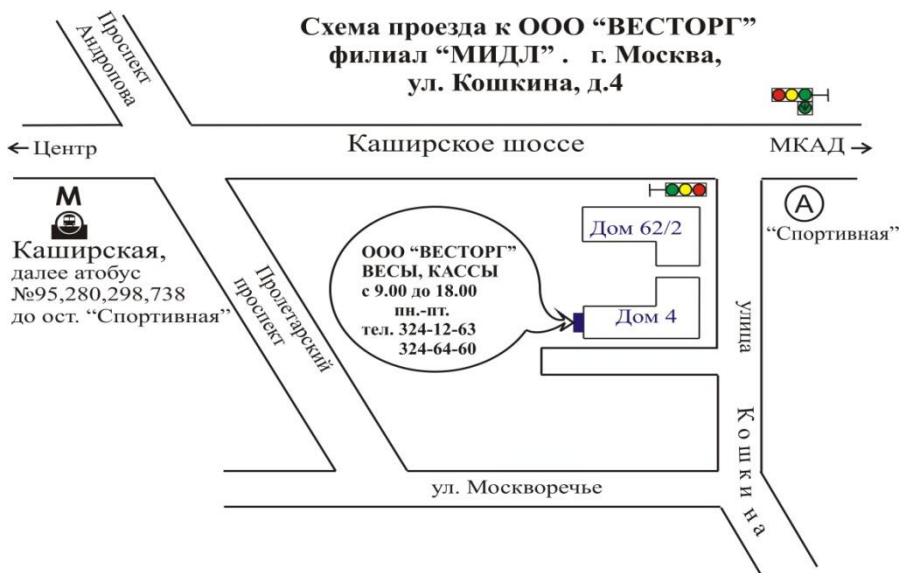 Схема проезда к ООО “ВЕСТОРГ”
филиал “МИДЛ” . г. Москва,
ул. Кошкина, д.4
Проспект
Андропова
← Центр
Каширское шоссе
МКАД →
М
Каширская,
далее атобус
№95,280,298,738
до ост. “Спортивная”
Пролетарский
проспект
ООО “ВЕСТОРГ”
ВЕСЫ, КАССЫ
с 9.00 до 18.00
пн.-пт.
тел. 324-12-63
324-64-60
Дом 62/2
Дом 4
А
“Спортивная”
улица Кошкина
ул. Москворечье